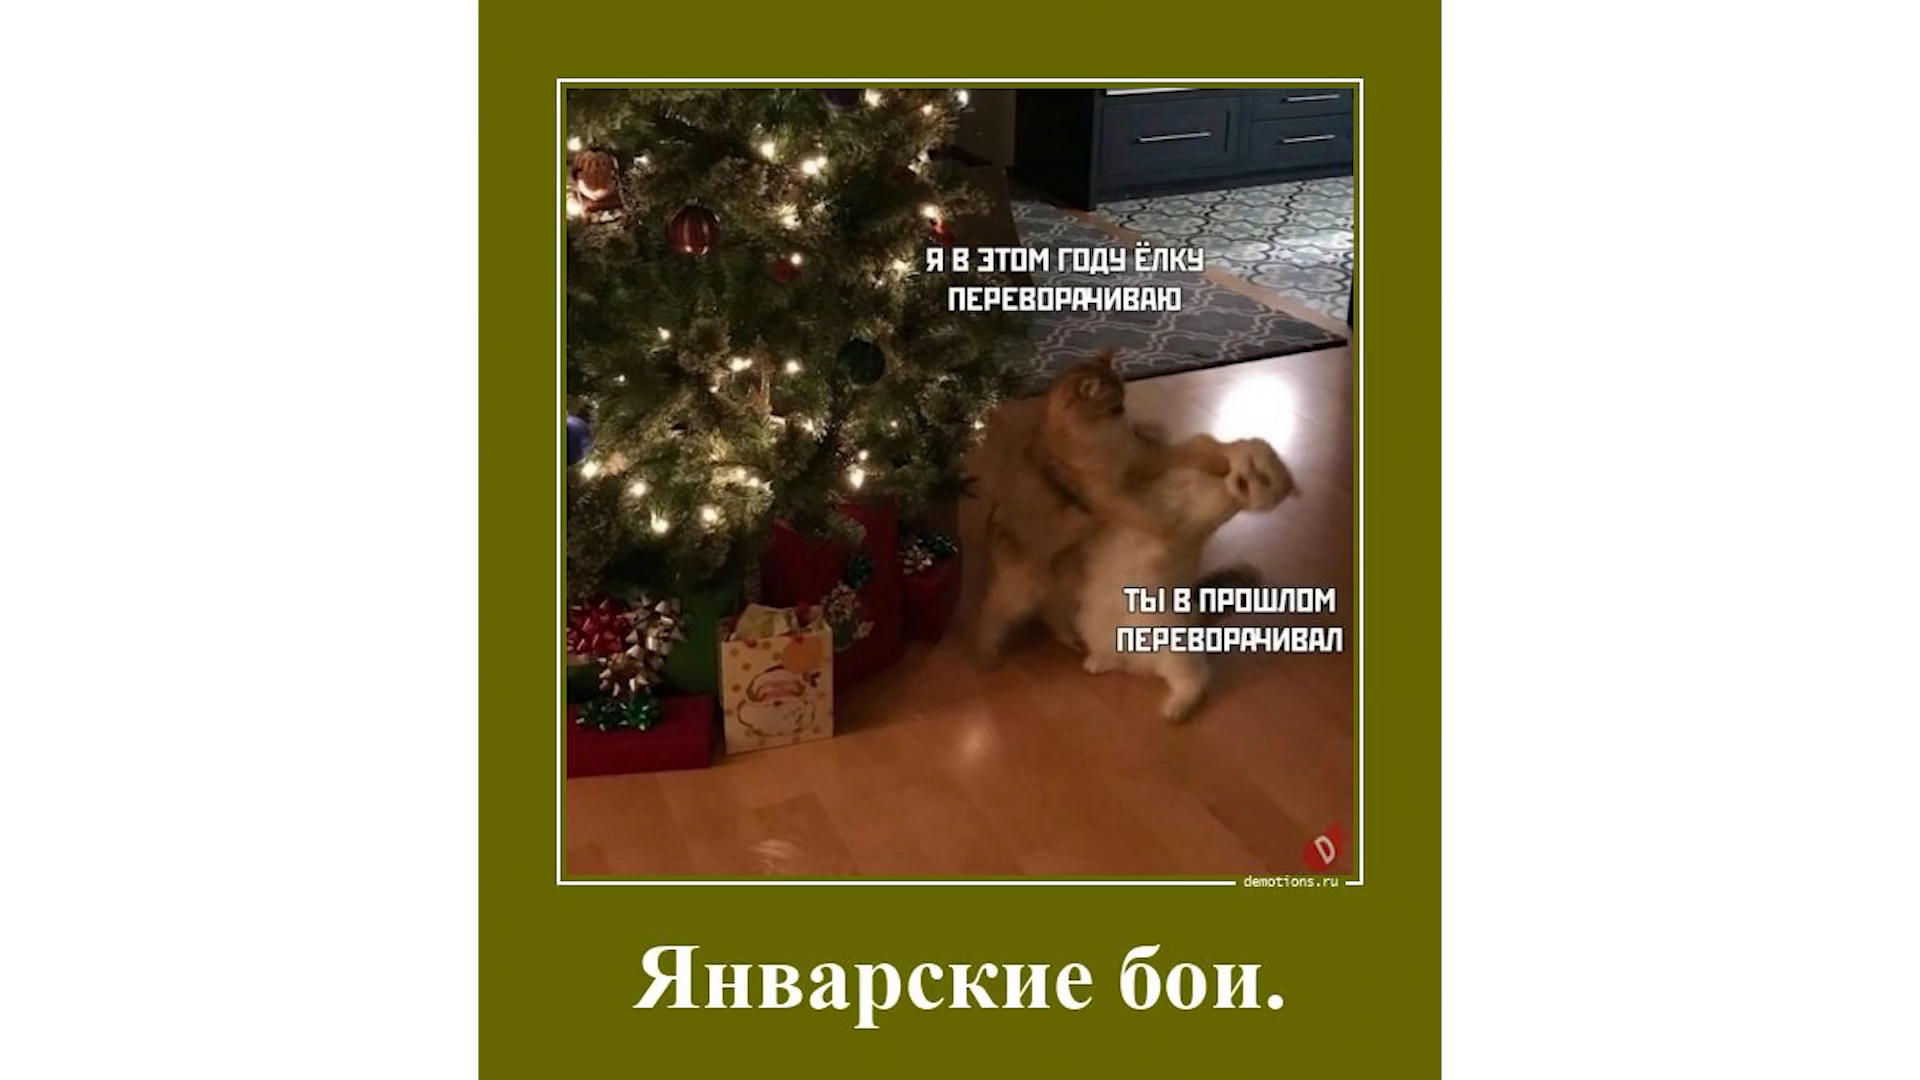 Я В ЭТОМ ГОДУ ЁЛКУ
ПЕРЕВОРАЧИВАЮ
ТЫ В ПРОШЛОМ
ПЕРЕВОРАЧИВАЛ
D
demotions.ru
Январские бои.